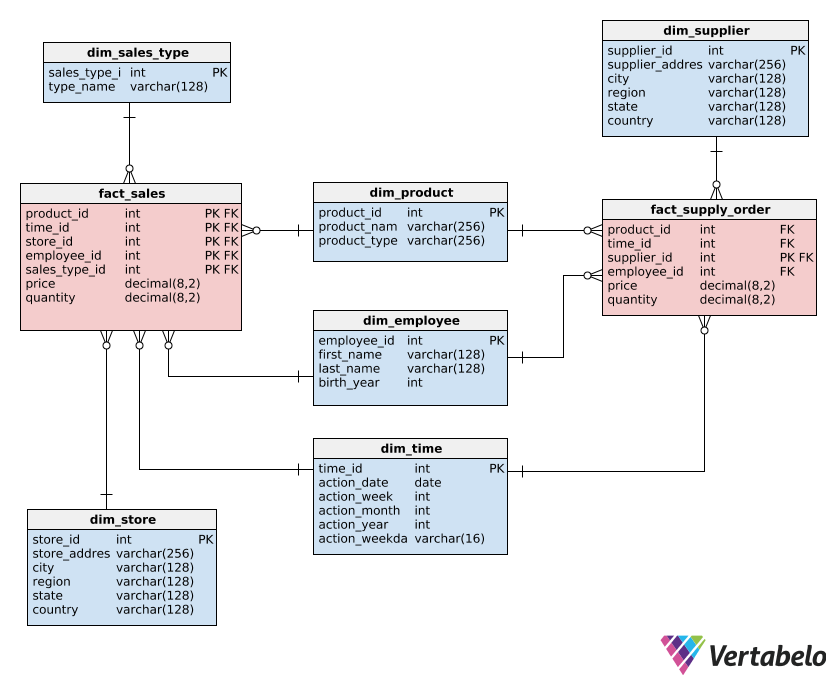 dim_sales_type
sales_type_i int PK
type_name varchar(128)
dim_supplier
supplier_id int PK
supplier_addres varchar(256)
city varchar(128)
region varchar(128)
state varchar(128)
country varchar(128)
fact_sales
product_id int PK FK
time_id int PK FK
store_id int PK FK
employee_id int PK FK
sales_type_id int PK FK
price decimal(8,2)
quantity decimal(8,2)
dim_product
product_id int PK
product_nam varchar(256)
product_type varchar(256)
fact_supply_order
product_id int FK
time_id int FK
supplier_id int PK FK
employee_id int FK
price decimal(8,2)
quantity decimal(8,2)
dim_employee
employee_id int PK
first_name varchar(128)
last_name varchar(128)
birth_year int
dim_time
time_id int PK
action_date date
action_week int
action_month int
action_year int
action_weekda varchar(16)
dim_store
store_id int PK
store_addres varchar(256)
city varchar(128)
region varchar(128)
state varchar(128)
country varchar(128)
Vertabelo